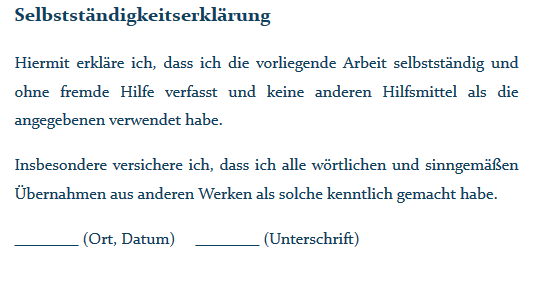 Selbstständigkeitserklärung
Hiermit erkläre ich, dass ich die vorliegende Arbeit selbstständig und
ohne fremde Hilfe verfasst und keine anderen Hilfsmittel als die
angegebenen verwendet habe.
Insbesondere versichere ich, dass ich alle wörtlichen und sinngemäßen
Übernahmen aus anderen Werken als solche kenntlich gemacht habe.
________ (Ort, Datum) ________ (Unterschrift)